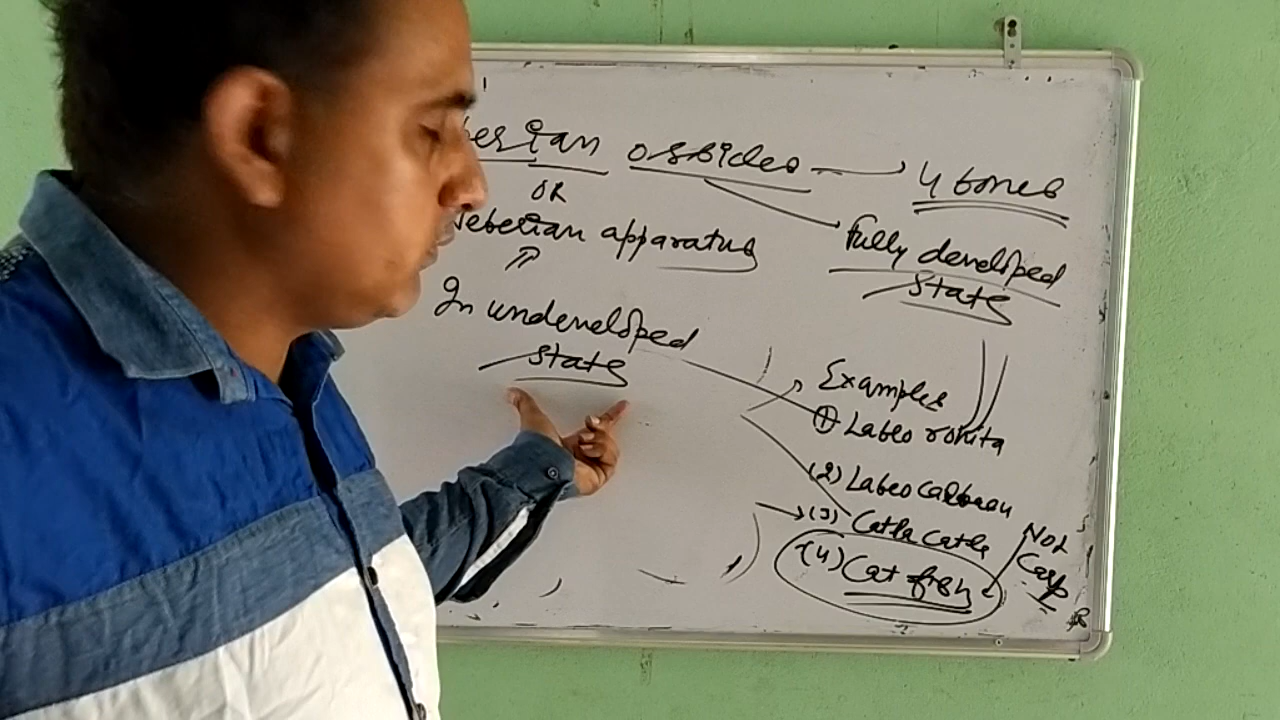 berian ossicles → 4 bones
OR
Weberian apparatus
Fully developed
state
In undeveloped
state
Examples
(1) Labeo rohita
(2) Labeo calbasu
(3) Catla catla
(4) Cat fish
Not
Carp